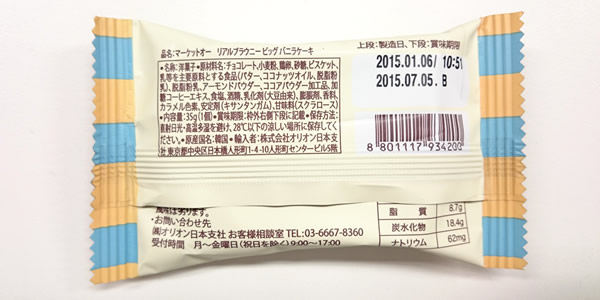 品名:マーケットオー リアルブラウニー ビッグ バニラケーキ
上段:製造日、下段:賞味期限
2015.01.06/ 10:51
2015.07.05. B
•名称:洋菓子•原材料名:チョコレート、小麦粉、鶏卵、砂糖、ビスケット、
乳等を主要原料とする食品(バター、ココナッツオイル、脱脂粉
乳)、脱脂粉乳、アーモンドパウダー、ココアパウダー加工品、加
糖コーヒーエキス、食塩、酒精、乳化剤(大豆由来)、膨脹剤、香料、
カラメル色素、安定剤(キサンタンガム)、甘味料(スクラロース)
•内容量:35g(1個)•賞味期限:枠外右側下段に記載•保存方法:
直射日光・高温多湿を避け、28℃以下の涼しい場所に保存してく
ださい。•原産国名:韓国•輸入者:株式会社オリオン日本支
社 東京都中央区日本橋人形町1-4-10人形町センタービル5階
8 801117 934200
風味は劣ります。
•お問い合わせ先
㈱オリオン日本支社 お客様相談室 TEL:03-6667-8360
受付時間 月〜金曜日(祝日を除く) 9:00〜17:00
脂質 8.7g
炭水化物 18.4g
ナトリウム 62mg